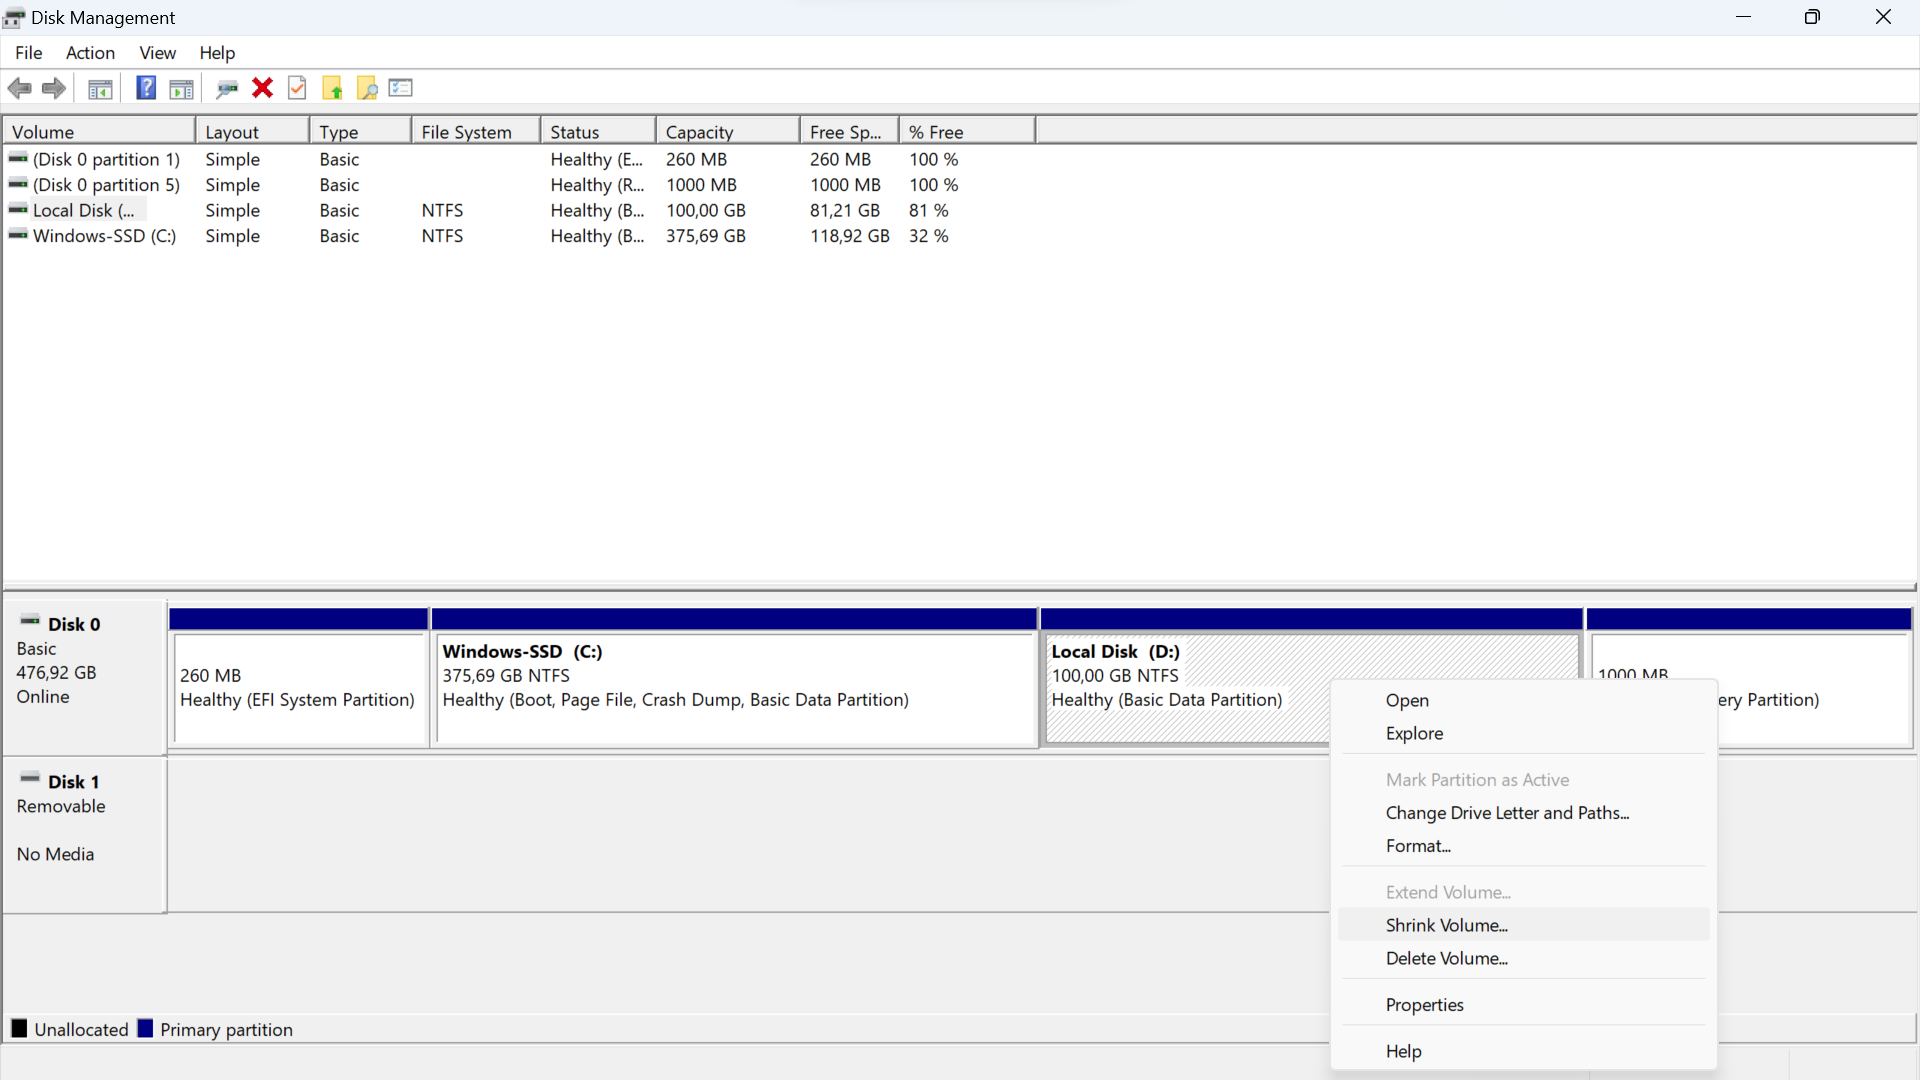 Disk Management
File Action View Help
Volume Layout Type File System Status Capacity Free Sp... % Free
(Disk 0 partition 1) Simple Basic Healthy (E... 260 MB 260 MB 100 %
(Disk 0 partition 5) Simple Basic Healthy (R... 1000 MB 1000 MB 100 %
Local Disk (... Simple Basic NTFS Healthy (B... 100,00 GB 81,21 GB 81 %
Windows-SSD (C:) Simple Basic NTFS Healthy (B... 375,69 GB 118,92 GB 32 %
Disk 0
Basic
476,92 GB
Online
260 MB
Healthy (EFI System Partition)
Windows-SSD (C:)
375,69 GB NTFS
Healthy (Boot, Page File, Crash Dump, Basic Data Partition)
Local Disk (D:)
100,00 GB NTFS
Healthy (Basic Data Partition)
1000 MB
ery Partition)
Open
Explore
Mark Partition as Active
Change Drive Letter and Paths...
Format...
Extend Volume...
Shrink Volume...
Delete Volume...
Properties
Help
Disk 1
Removable
No Media
Unallocated Primary partition